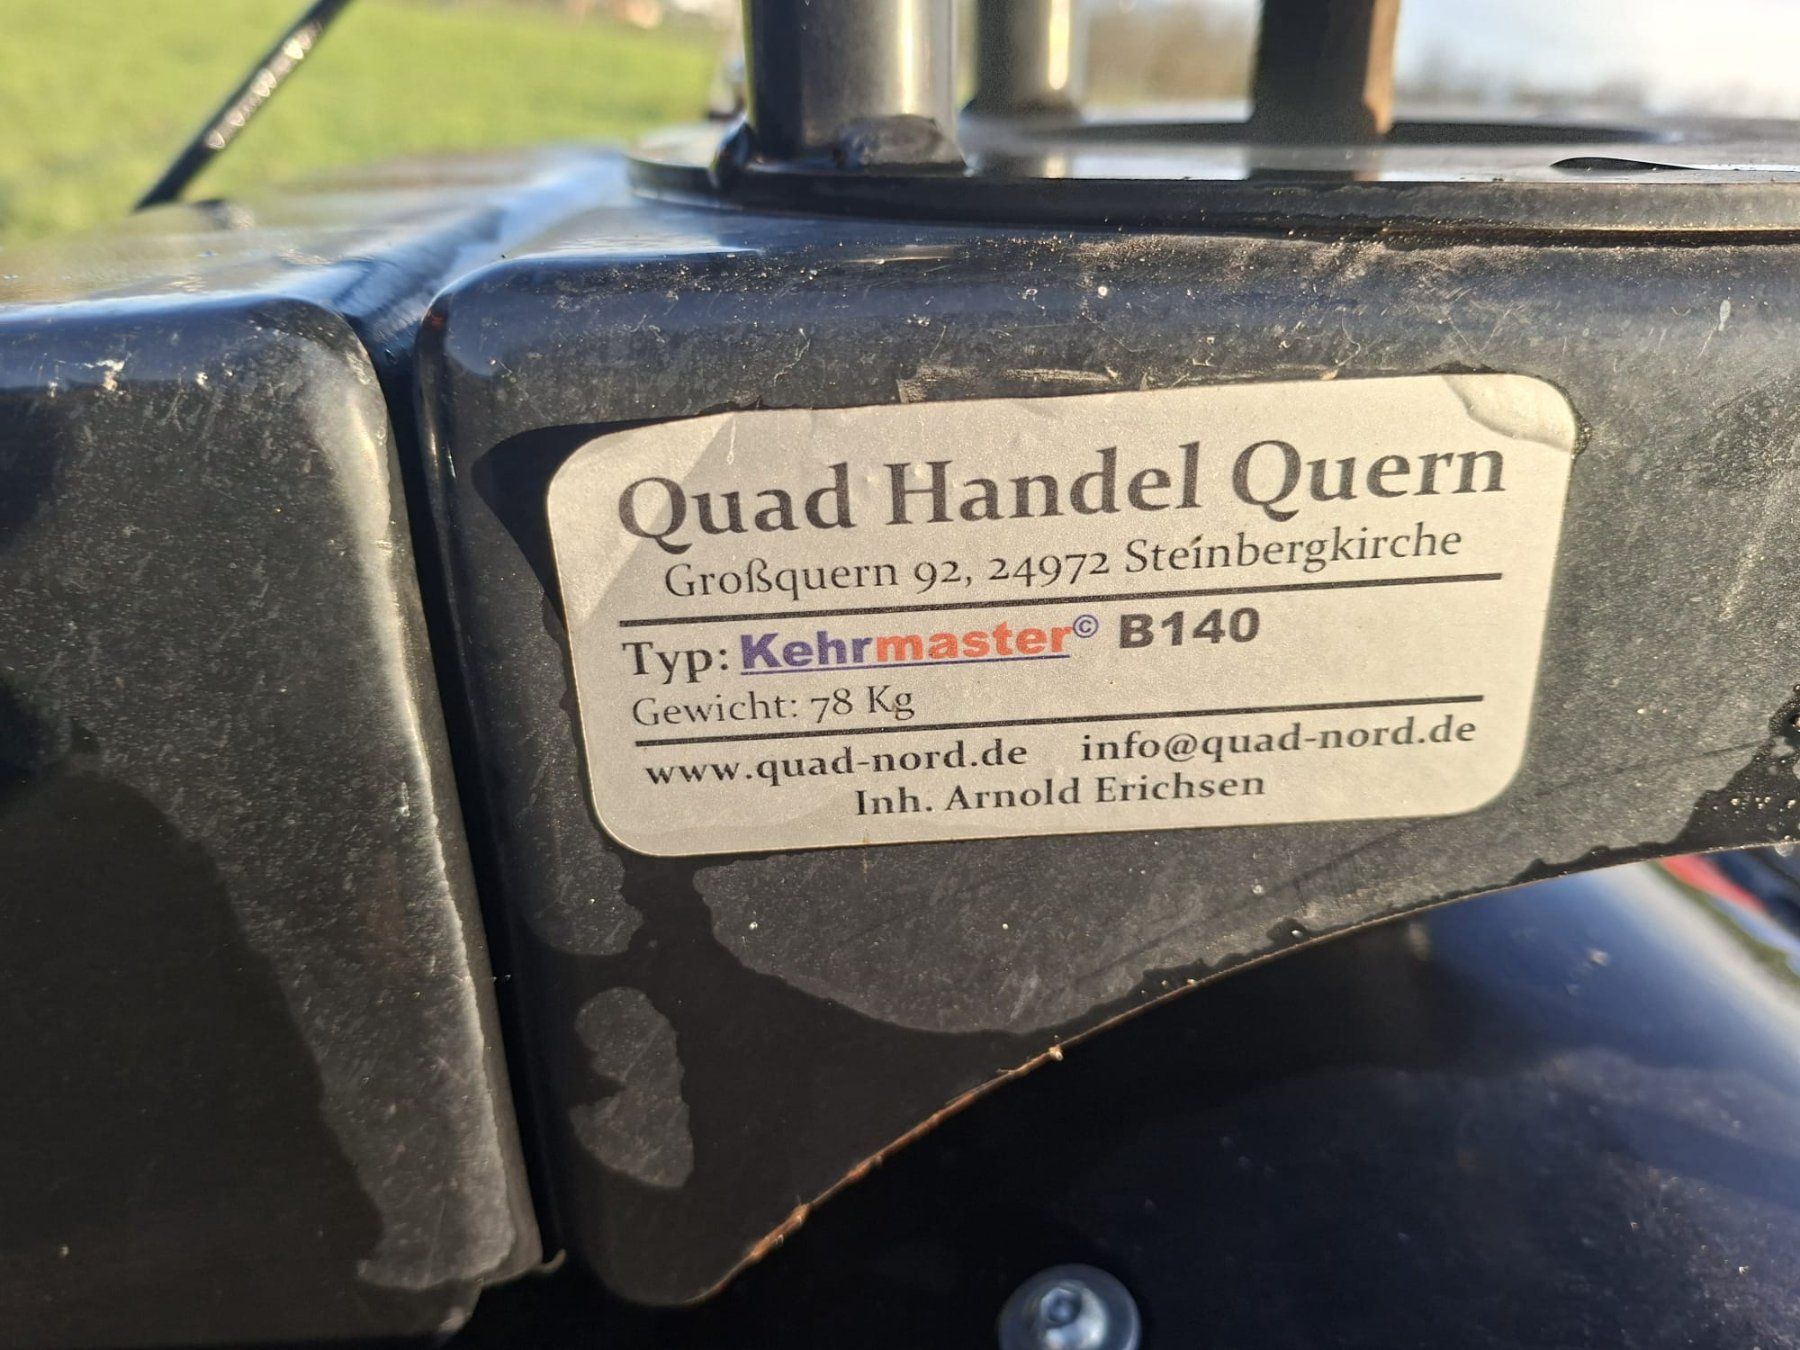 Quad Handel Quern
Großquern 92, 24972 Steinbergkirche
Typ: Kehrmaster© B140
Gewicht: 78 Kg
www.quad-nord.de info@quad-nord.de
Inh. Arnold Erichsen